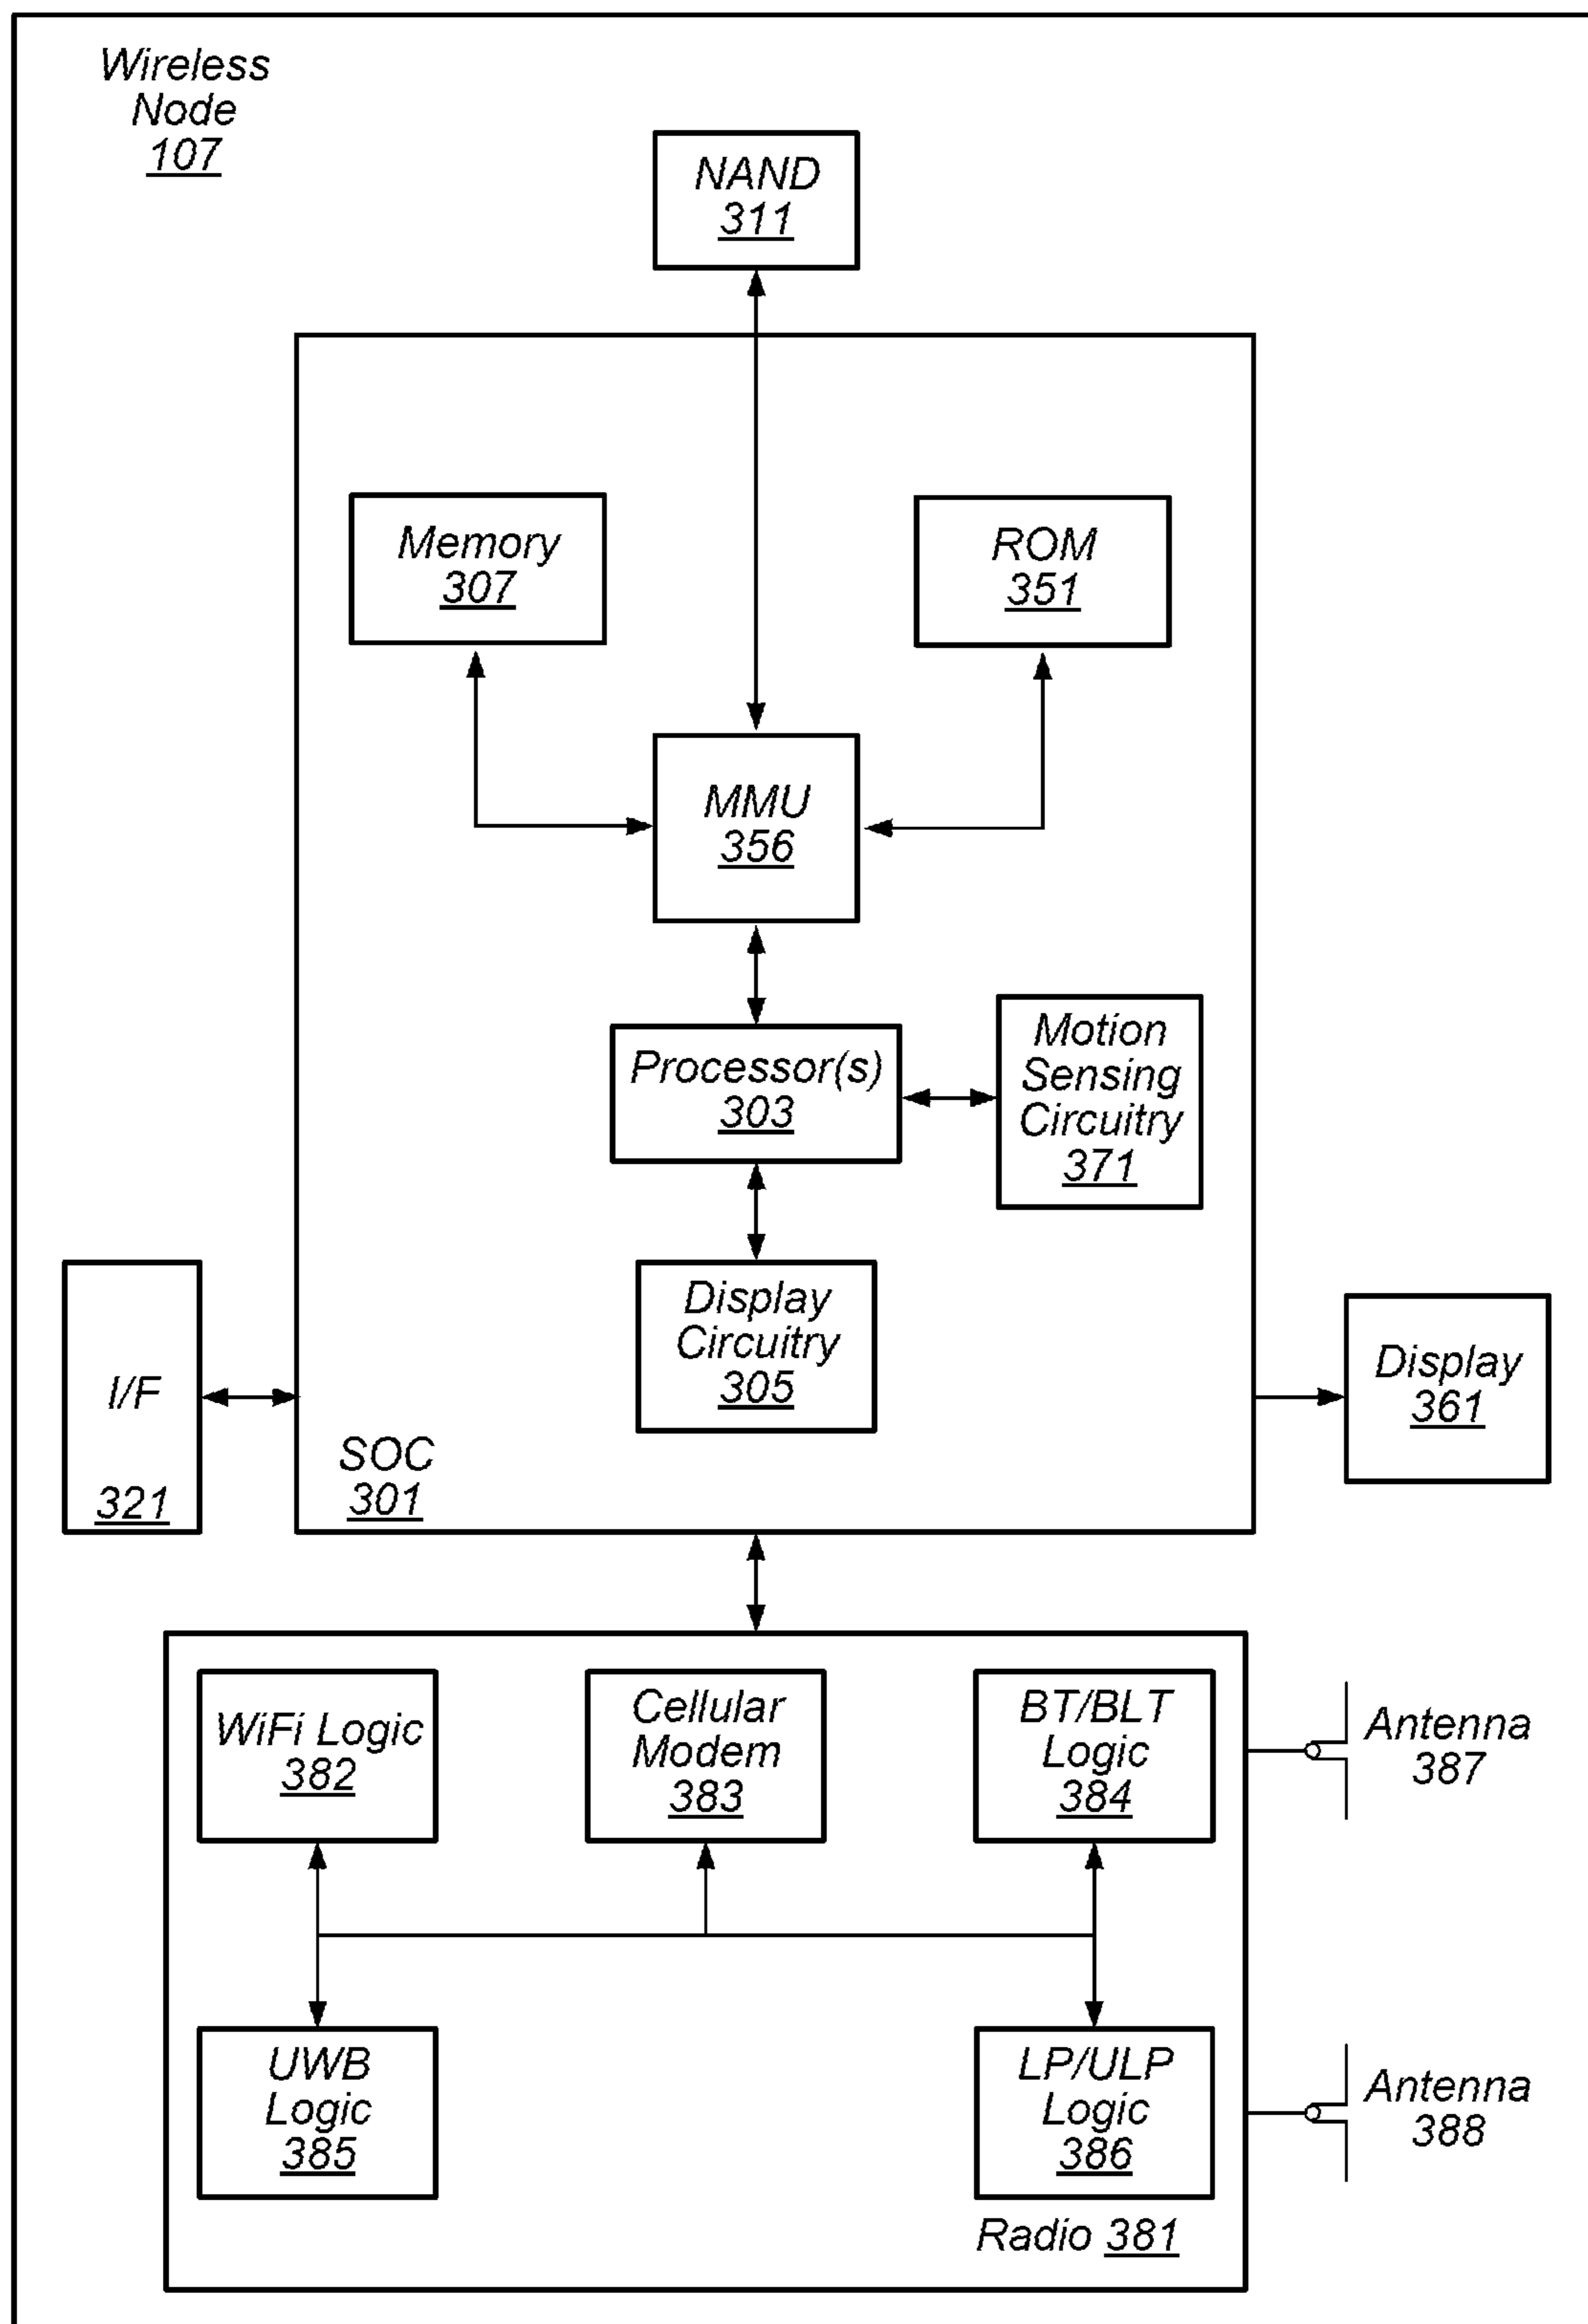 Wireless
Node
107
NAND
311
Memory
307
ROM
351
MMU
356
Processor(s)
303
Motion
Sensing
Circuitry
371
Display
Circuitry
305
I/F
321
SOC
301
Display
361
WiFi Logic
382
Cellular
Modem
383
BT/BLT
Logic
384
Antenna
387
UWB
Logic
385
LP/ULP
Logic
386
Antenna
388
Radio 381